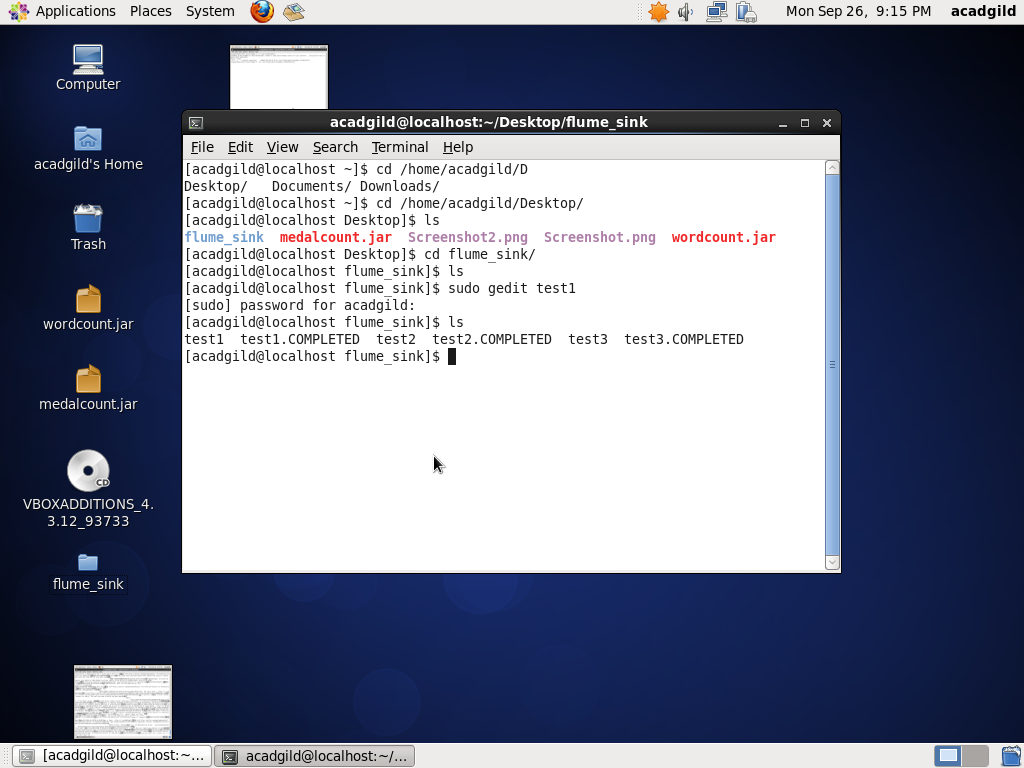 Applications Places System Mon Sep 26, 9:15 PM acadgild
Computer
acadgild's Home
Trash
wordcount.jar
medalcount.jar
CD
VBOXADDITIONS_4.
3.12_93733
flume_sink
acadgild@localhost:~/Desktop/flume_sink
File Edit View Search Terminal Help
[acadgild@localhost ~]$ cd /home/acadgild/D
Desktop/   Documents/ Downloads/
[acadgild@localhost ~]$ cd /home/acadgild/Desktop/
[acadgild@localhost Desktop]$ ls
flume_sink  medalcount.jar  Screenshot2.png  Screenshot.png  wordcount.jar
[acadgild@localhost Desktop]$ cd flume_sink/
[acadgild@localhost flume_sink]$ ls
[acadgild@localhost flume_sink]$ sudo gedit test1
[sudo] password for acadgild:
[acadgild@localhost flume_sink]$ ls
test1  test1.COMPLETED  test2  test2.COMPLETED  test3  test3.COMPLETED
[acadgild@localhost flume_sink]$
[acadgild@localhost:~... acadgild@localhost:~/...